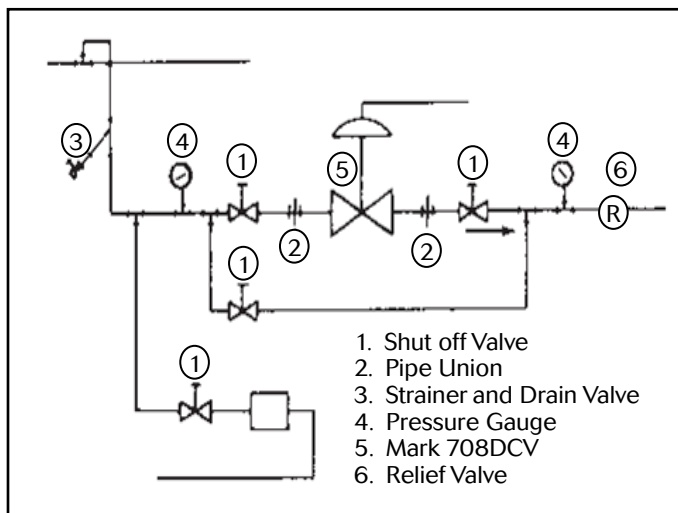 4
1
4
3
5
1
6
R
2
2
1
1
1. Shut off Valve
2. Pipe Union
3. Strainer and Drain Valve
4. Pressure Gauge
5. Mark 708DCV
6. Relief Valve